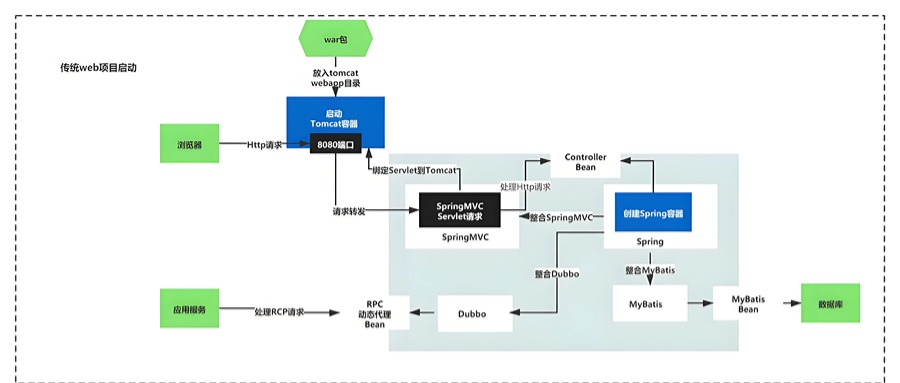 war包
传统web项目启动
放入tomcat
webapp目录
启动
Tomcat容器
8080端口
浏览器
Http请求
绑定Servlet到Tomcat
Controller
Bean
处理Http请求
请求转发
SpringMVC
Servlet请求
SpringMVC
整合SpringMVC
创建Spring容器
Spring
整合Dubbo
整合MyBatis
应用服务
处理RCP请求
RPC
动态代理
Bean
Dubbo
MyBatis
MyBatis
Bean
数据库